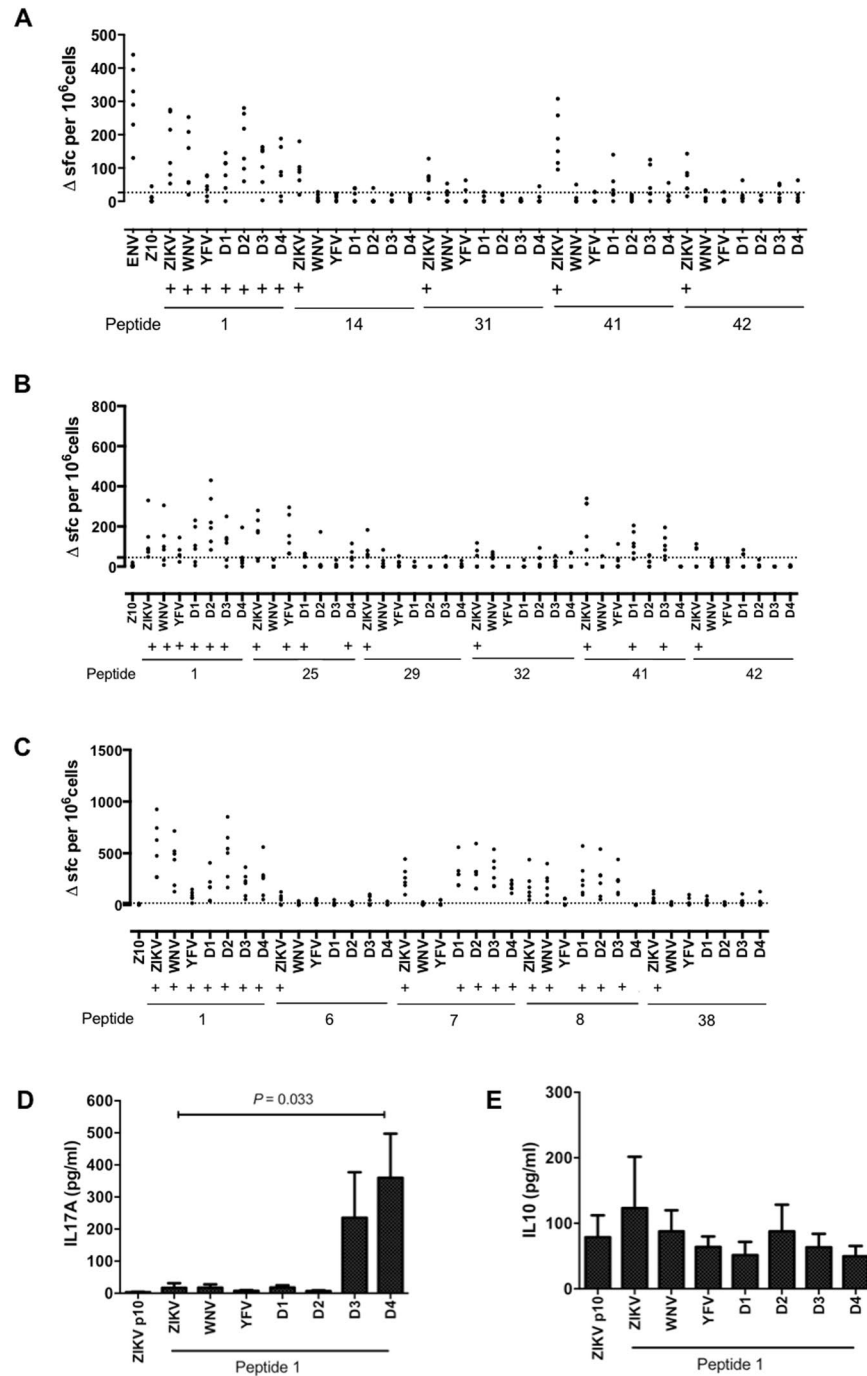 A
Δ sfc per 10⁶cells
500
400
300
200
100
0
ENV Z10 ZIKV WNV YFV D1 D2 D3 D4 ZIKV WNV YFV D1 D2 D3 D4 ZIKV WNV YFV D1 D2 D3 D4 ZIKV WNV YFV D1 D2 D3 D4 ZIKV WNV YFV D1 D2 D3 D4
+ + + + + + + + + + +
Peptide 1 14 31 41 42
B
Δ sfc per 10⁶cells
800
600
400
200
0
Z10 ZIKV WNV YFV D1 D2 D3 D4 ZIKV WNV YFV D1 D2 D3 D4 ZIKV WNV YFV D1 D2 D3 D4 ZIKV WNV YFV D1 D2 D3 D4 ZIKV WNV YFV D1 D2 D3 D4 ZIKV WNV YFV D1 D2 D3 D4
+ + + + + + + + + + + + + + + +
Peptide 1 25 29 32 41 42
C
Δ sfc per 10⁶cells
1500
1000
500
0
Z10 ZIKV WNV YFV D1 D2 D3 D4 ZIKV WNV YFV D1 D2 D3 D4 ZIKV WNV YFV D1 D2 D3 D4 ZIKV WNV YFV D1 D2 D3 D4 ZIKV WNV YFV D1 D2 D3 D4
+ + + + + + + + + + + + + + + + + + +
Peptide 1 6 7 8 38
D
IL17A (pg/ml)
600
500
400
300
200
100
0
P = 0.033
ZIKV p10 ZIKV WNV YFV D1 D2 D3 D4
Peptide 1
E
IL10 (pg/ml)
300
200
100
0
ZIKV p10 ZIKV WNV YFV D1 D2 D3 D4
Peptide 1